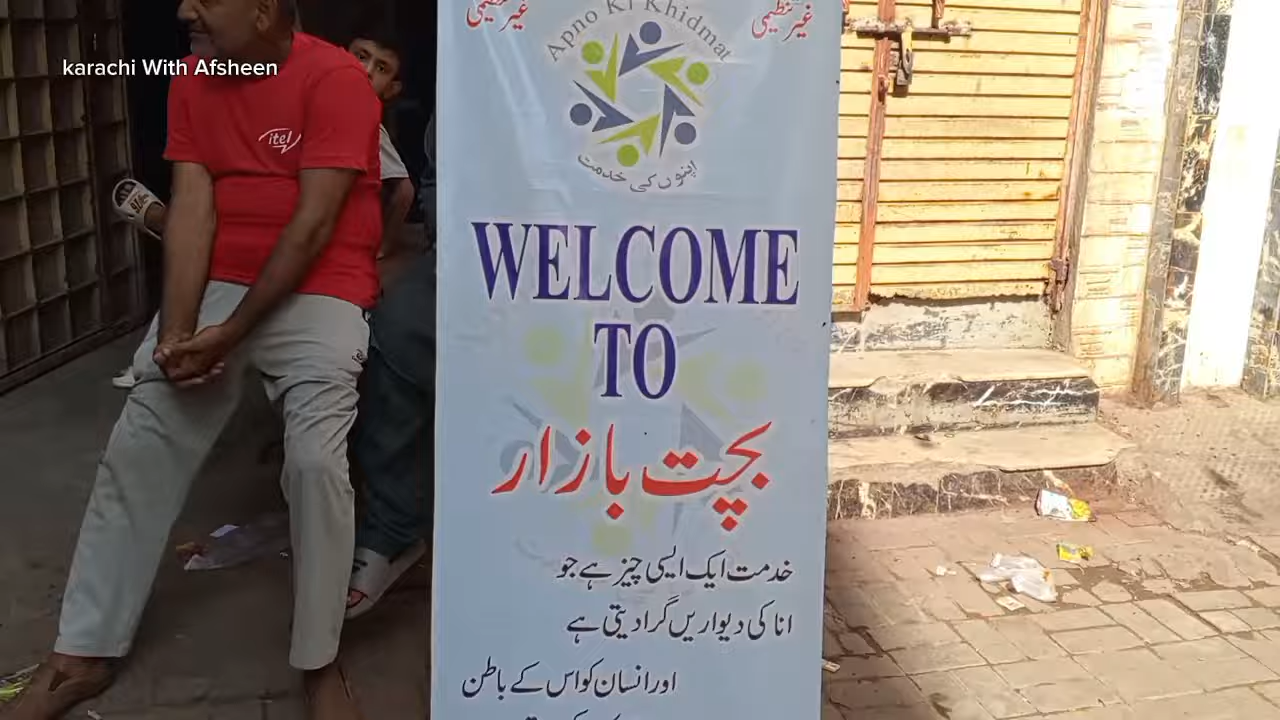 karachi With Afsheen
غیر تنظیمی
غیر تنظیمی
Apno Ki Khidmat
اپنوں کی خدمت
itel
WELCOME
TO
بچت بازار
خدمت ایک ایسی چیز ہے جو
انا کی دیواریں گرا دیتی ہے
اور انسان کو اس کے باطن